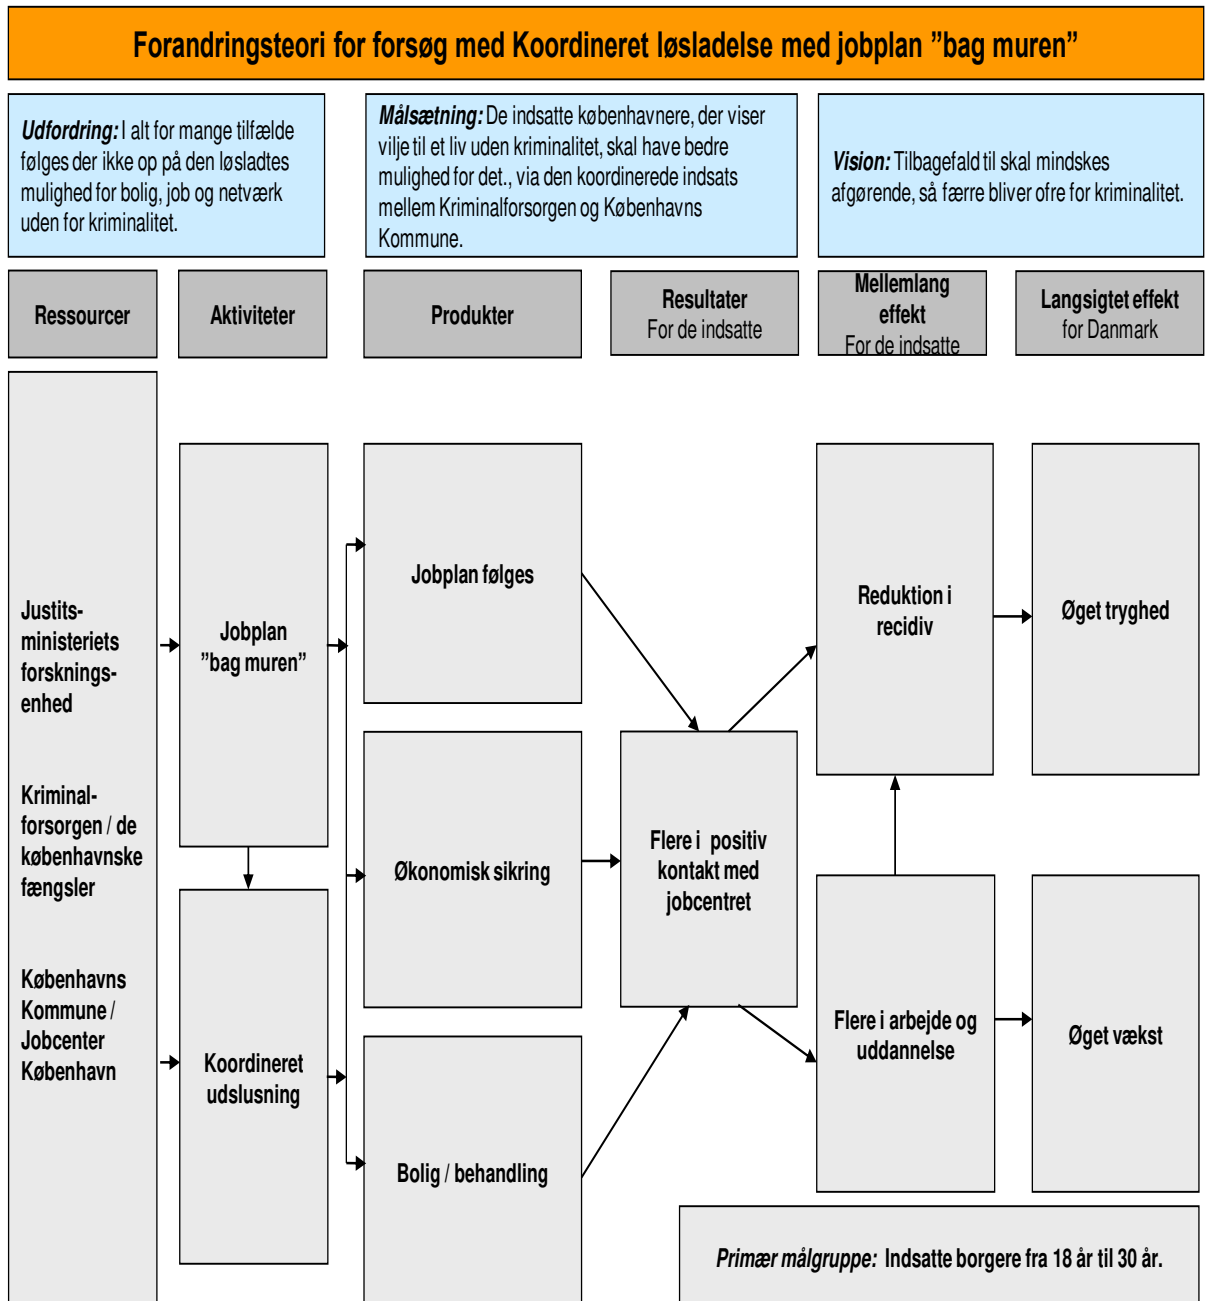 Forandringsteori for forsøg med Koordineret løsladelse med jobplan ”bag muren”
Udfordring: I alt for mange tilfælde
følges der ikke op på den løsladtes
mulighed for bolig, job og netværk
uden for kriminalitet.
Målsætning: De indsatte københavnere, der viser
vilje til et liv uden kriminalitet, skal have bedre
mulighed for det., via den koordinerede indsats
mellem Kriminalforsorgen og Københavns
Kommune.
Vision: Tilbagefald til skal mindskes
afgørende, så færre bliver ofre for kriminalitet.
Ressourcer
Aktiviteter
Produkter
Resultater
For de indsatte
Mellemlang
effekt
For de indsatte
Langsigtet effekt
for Danmark
Justits-
ministeriets
forsknings-
enhed
Kriminal-
forsorgen / de
københavnske
fængsler
Københavns
Kommune /
Jobcenter
København
Jobplan
”bag muren”
Koordineret
udslusning
Jobplan følges
Økonomisk sikring
Bolig / behandling
Flere i positiv
kontakt med
jobcentret
Reduktion i
recidiv
Flere i arbejde og
uddannelse
Øget tryghed
Øget vækst
Primær målgruppe: Indsatte borgere fra 18 år til 30 år.